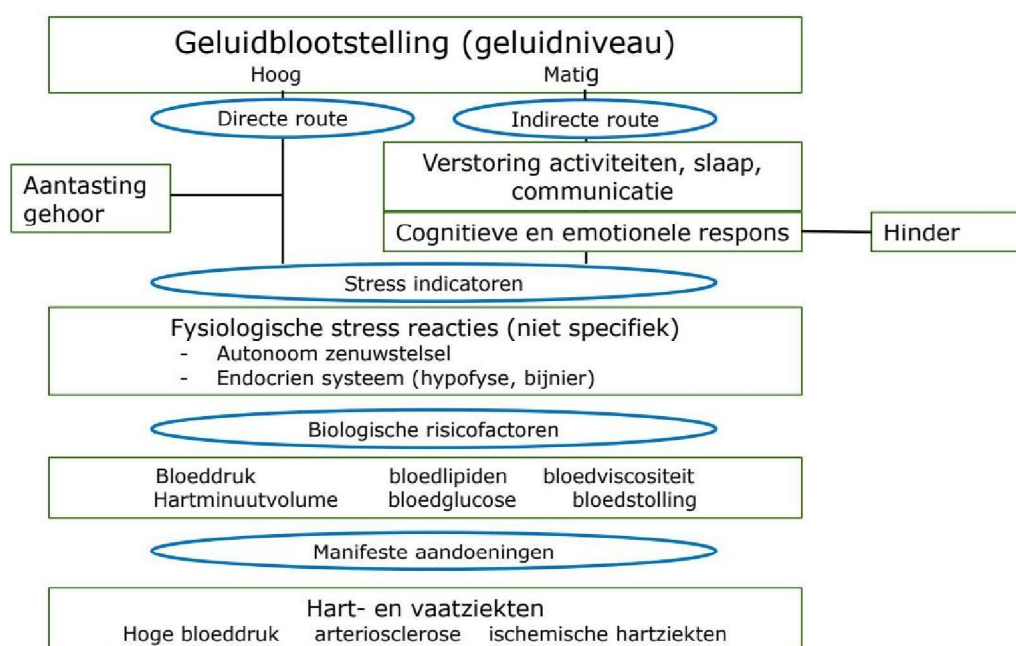 Geluidblootstelling (geluidniveau)
Hoog Matig
Directe route Indirecte route
Verstoring activiteiten, slaap,
communicatie
Aantasting
gehoor
Cognitieve en emotionele respons Hinder
Stress indicatoren
Fysiologische stress reacties (niet specifiek)
- Autonoom zenuwstelsel
- Endocrien systeem (hypofyse, bijnier)
Biologische risicofactoren
Bloeddruk bloedlipiden bloedviscositeit
Hartminuutvolume bloedglucose bloedstolling
Manifeste aandoeningen
Hart- en vaatziekten
Hoge bloeddruk arteriosclerose ischemische hartziekten